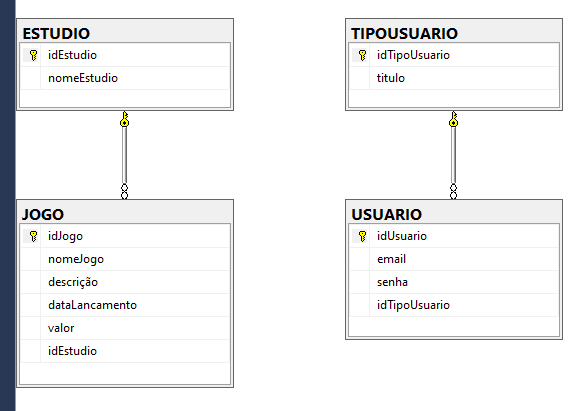 ESTUDIO
idEstudio
nomeEstudio
TIPOUSUARIO
idTipoUsuario
titulo
JOGO
idJogo
nomeJogo
descrição
dataLancamento
valor
idEstudio
USUARIO
idUsuario
email
senha
idTipoUsuario